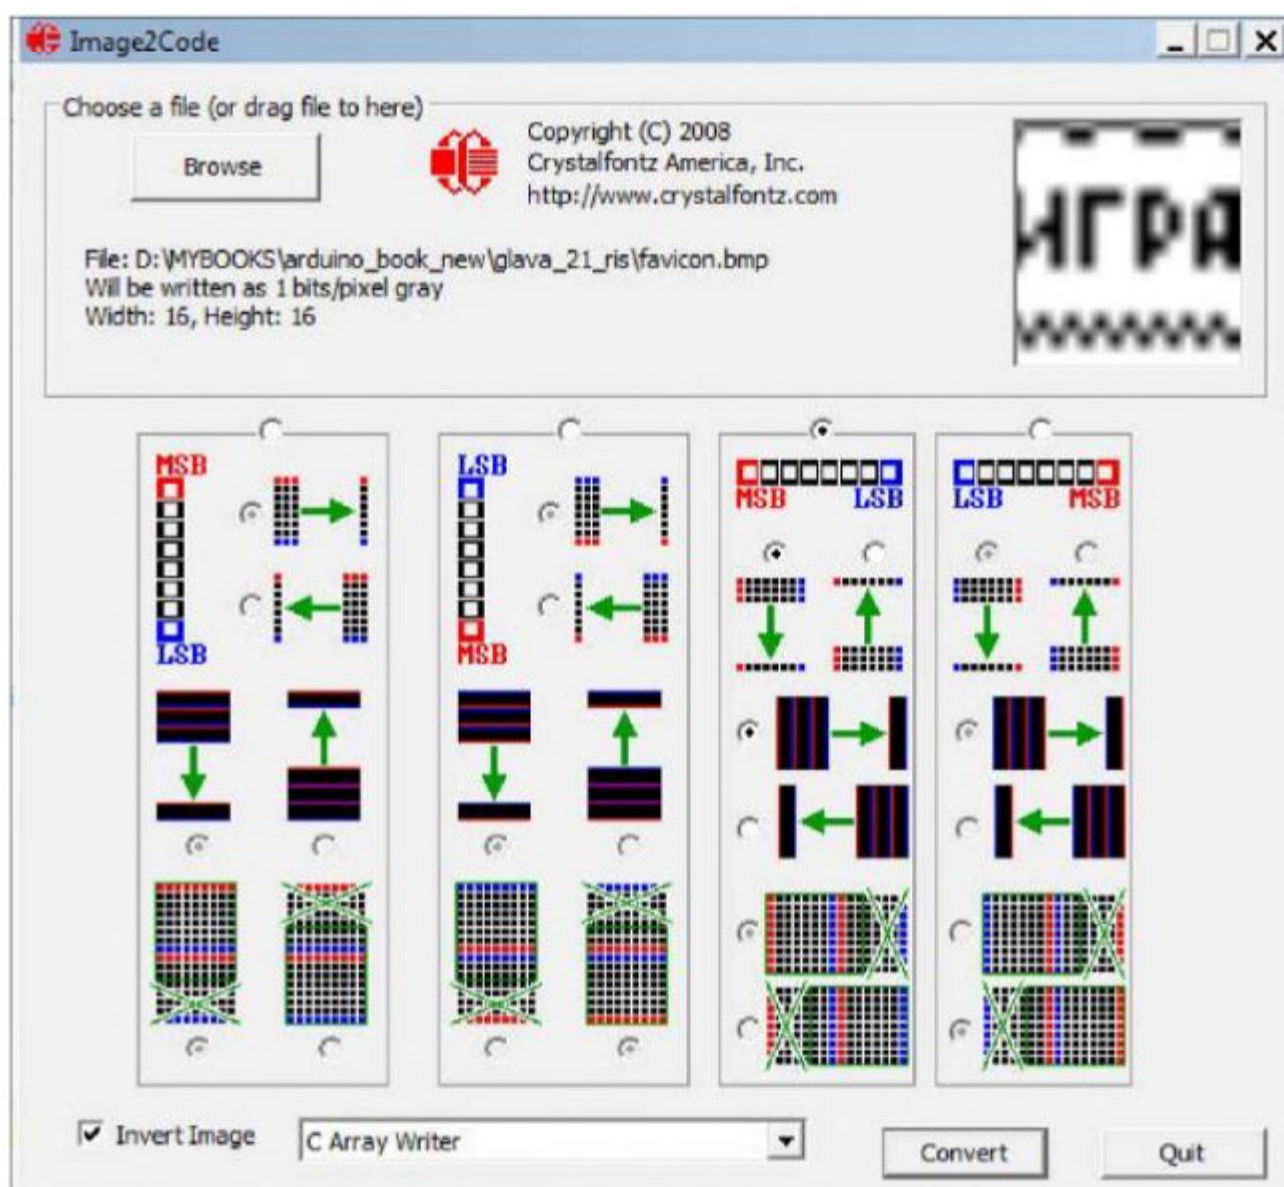 Image2Code
Choose a file (or drag file to here)
Browse
Copyright (C) 2008
Crystalfontz America, Inc.
http://www.crystalfontz.com
File: D:\MYBOOKS\arduino_book_new\glava_21_ris\favicon.bmp
Will be written as 1 bits/pixel gray
Width: 16, Height: 16
ИГРА
MSB
LSB
LSB
MSB
MSB LSB
LSB MSB
Invert Image
C Array Writer
Convert
Quit